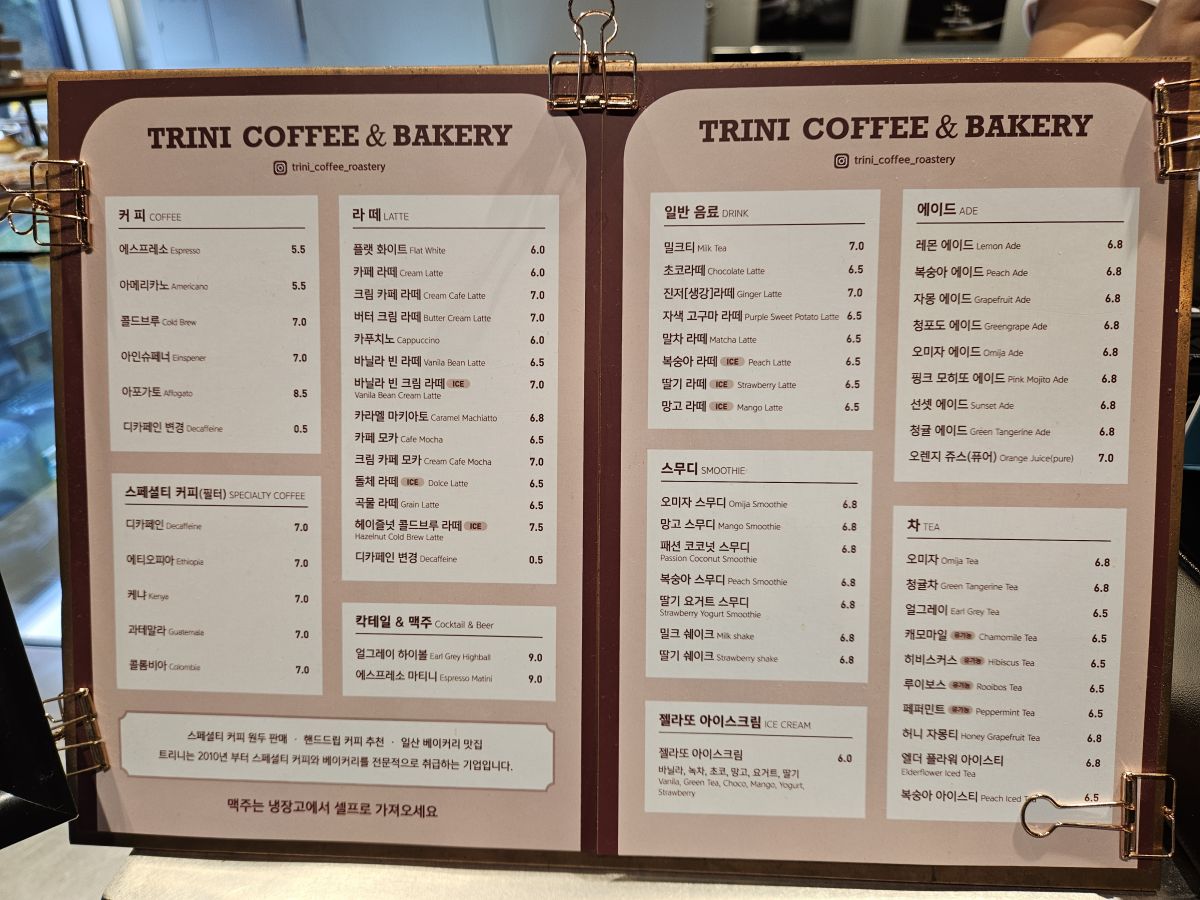 TRINI COFFEE & BAKERY
trini_coffee_roastery
커 피 COFFEE
에스프레소 Espresso 5.5
아메리카노 Americano 5.5
콜드브루 Cold Brew 7.0
아인슈페너 Einspener 7.0
아포가토 Affogato 8.5
디카페인 변경 Decaffeine 0.5
스페셜티 커피(필터) SPECIALTY COFFEE
디카페인 Decaffeine 7.0
에티오피아 Ethiopia 7.0
케냐 Kenya 7.0
과테말라 Guatemala 7.0
콜롬비아 Colombia 7.0
라 떼 LATTE
플랫 화이트 Flat White 6.0
카페 라떼 Cream Latte 6.0
크림 카페 라떼 Cream Cafe Latte 7.0
버터 크림 라떼 Butter Cream Latte 7.0
카푸치노 Cappuccino 6.0
바닐라 빈 라떼 Vanila Bean Latte 6.5
바닐라 빈 크림 라떼 ICE 7.0
Vanila Bean Cream Latte
카라멜 마키아토 Caramel Machiatto 6.8
카페 모카 Cafe Mocha 6.5
크림 카페 모카 Cream Cafe Mocha 7.0
돌체 라떼 ICE Dolce Latte 6.5
곡물 라떼 Grain Latte 6.5
헤이즐넛 콜드브루 라떼 ICE 7.5
Hazelnut Cold Brew Latte
디카페인 변경 Decaffeine 0.5
칵테일 & 맥주 Cocktail & Beer
얼그레이 하이볼 Earl Grey Highball 9.0
에스프레소 마티니 Espresso Matini 9.0
스페셜티 커피 원두 판매 · 핸드드립 커피 추천 · 일산 베이커리 맛집
트리니는 2010년 부터 스페셜티 커피와 베이커리를 전문적으로 취급하는 기업입니다.
맥주는 냉장고에서 셀프로 가져오세요
TRINI COFFEE & BAKERY
trini_coffee_roastery
일반 음료 DRINK
밀크티 Milk Tea 7.0
초코라떼 Chocolate Latte 6.5
진저[생강]라떼 Ginger Latte 7.0
자색 고구마 라떼 Purple Sweet Potato Latte 6.5
말차 라떼 Matcha Latte 6.5
복숭아 라떼 ICE Peach Latte 6.5
딸기 라떼 ICE Strawberry Latte 6.5
망고 라떼 ICE Mango Latte 6.5
스무디 SMOOTHIE
오미자 스무디 Omija Smoothie 6.8
망고 스무디 Mango Smoothie 6.8
패션 코코넛 스무디 6.8
Passion Coconut Smoothie
복숭아 스무디 Peach Smoothie 6.8
딸기 요거트 스무디 6.8
Strawberry Yogurt Smoothie
밀크 쉐이크 Milk shake 6.8
딸기 쉐이크 Strawberry shake 6.8
젤라또 아이스크림 ICE CREAM
젤라또 아이스크림 6.0
바닐라, 녹차, 초코, 망고, 요거트, 딸기
Vanila, Green Tea, Choco, Mango, Yogurt,
Strawberry
에이드 ADE
레몬 에이드 Lemon Ade 6.8
복숭아 에이드 Peach Ade 6.8
자몽 에이드 Grapefruit Ade 6.8
청포도 에이드 Greengrape Ade 6.8
오미자 에이드 Omija Ade 6.8
핑크 모히또 에이드 Pink Mojito Ade 6.8
선셋 에이드 Sunset Ade 6.8
청귤 에이드 Green Tangerine Ade 6.8
오렌지 쥬스(퓨어) Orange Juice(pure) 7.0
차 TEA
오미자 Omija Tea 6.8
청귤차 Green Tangerine Tea 6.8
얼그레이 Earl Grey Tea 6.5
캐모마일 유기농 Chamomile Tea 6.5
히비스커스 유기농 Hibiscus Tea 6.5
루이보스 유기농 Rooibos Tea 6.5
페퍼민트 유기농 Peppermint Tea 6.5
허니 자몽티 Honey Grapefruit Tea 6.8
엘더 플라워 아이스티 6.8
Elderflower Iced Tea
복숭아 아이스티 Peach Iced 6.5